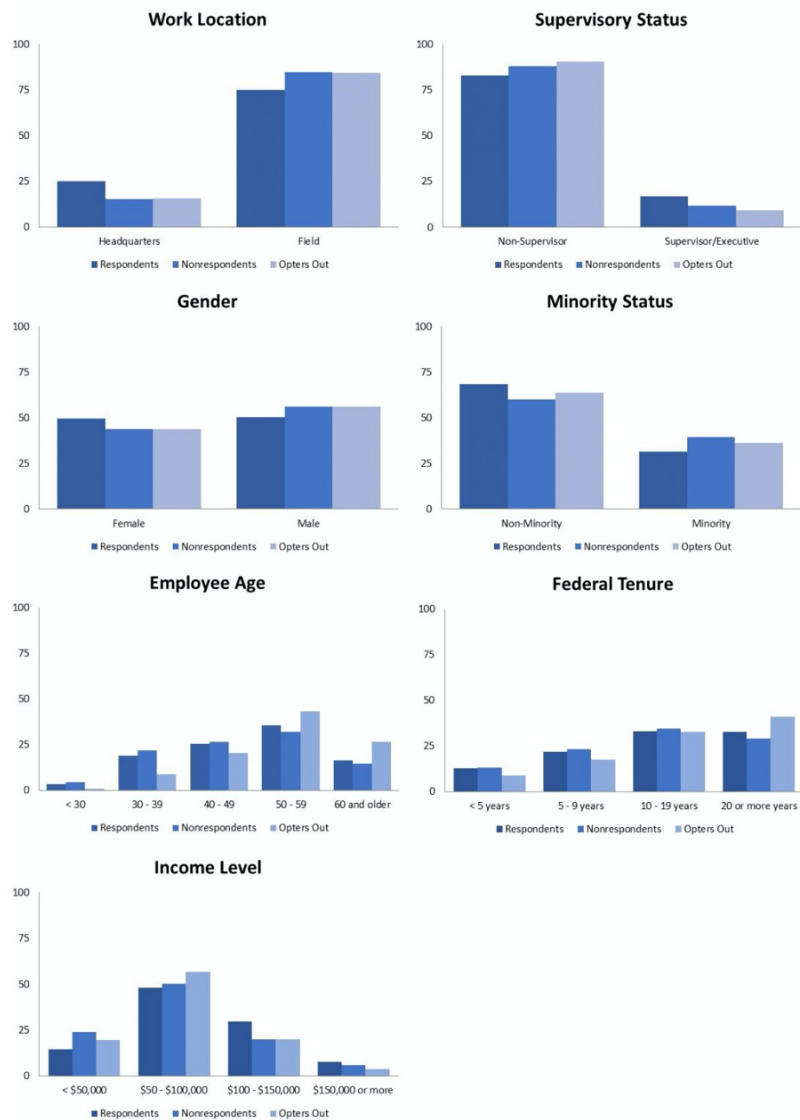 Work Location
100
75
50
25
0
Headquarters Field
Respondents Nonrespondents Opters Out
Supervisory Status
100
75
50
25
0
Non-Supervisor Supervisor/Executive
Respondents Nonrespondents Opters Out
Gender
100
75
50
25
0
Female Male
Respondents Nonrespondents Opters Out
Minority Status
100
75
50
25
0
Non-Minority Minority
Respondents Nonrespondents Opters Out
Employee Age
100
75
50
25
0
< 30 30 - 39 40 - 49 50 - 59 60 and older
Respondents Nonrespondents Opters Out
Federal Tenure
100
75
50
25
0
< 5 years 5 - 9 years 10 - 19 years 20 or more years
Respondents Nonrespondents Opters Out
Income Level
100
75
50
25
0
< $50,000 $50 - $100,000 $100 - $150,000 $150,000 or more
Respondents Nonrespondents Opters Out